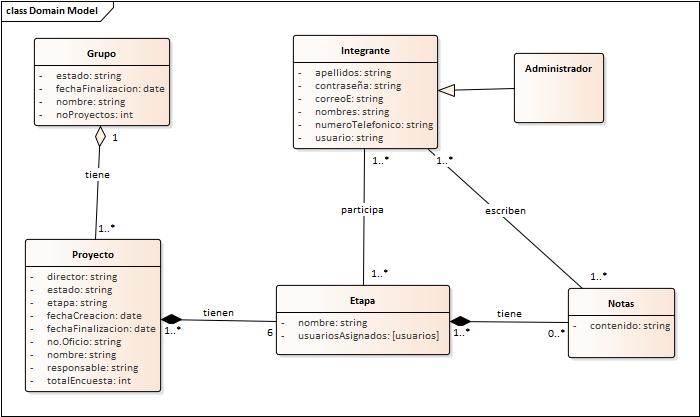 class Domain Model
Grupo
- estado: string
- fechaFinalizacion: date
- nombre: string
- noProyectos: int
Integrante
- apellidos: string
- contraseña: string
- correoE: string
- nombres: string
- numeroTelefonico: string
- usuario: string
Administrador
1
tiene
1..*
1..*
1..*
participa
escriben
1..*
1..*
Proyecto
- director: string
- estado: string
- etapa: string
- fechaCreacion: date
- fechaFinalizacion: date
- no.Oficio: string
- nombre: string
- responsable: string
- totalEncuesta: int
tienen
1..*
6
Etapa
- nombre: string
- usuariosAsignados: [usuarios]
tiene
1..*
0..*
Notas
- contenido: string